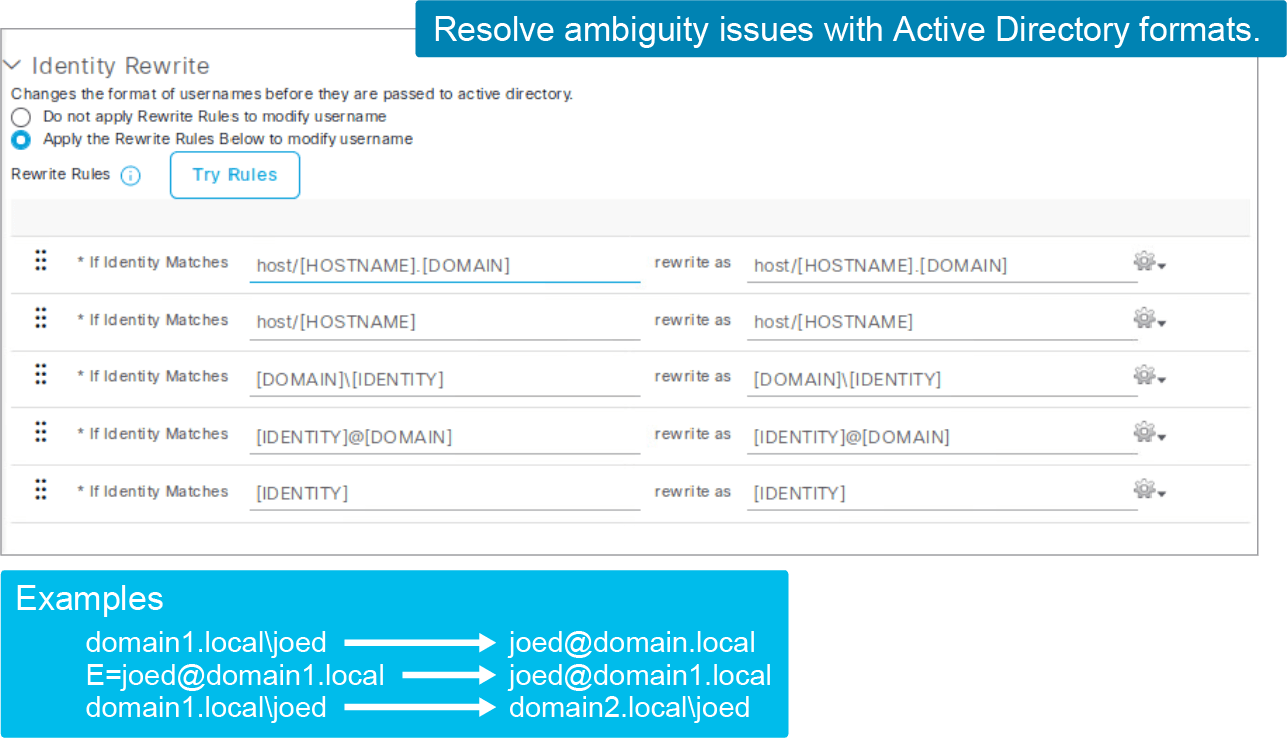 Resolve ambiguity issues with Active Directory formats.
Identity Rewrite
Changes the format of usernames before they are passed to active directory.
Do not apply Rewrite Rules to modify username
Apply the Rewrite Rules Below to modify username
Rewrite Rules i Try Rules
* If Identity Matches host/[HOSTNAME].[DOMAIN] rewrite as host/[HOSTNAME].[DOMAIN]
* If Identity Matches host/[HOSTNAME] rewrite as host/[HOSTNAME]
* If Identity Matches [DOMAIN]\[IDENTITY] rewrite as [DOMAIN]\[IDENTITY]
* If Identity Matches [IDENTITY]@[DOMAIN] rewrite as [IDENTITY]@[DOMAIN]
* If Identity Matches [IDENTITY] rewrite as [IDENTITY]
Examples
domain1.local\joed joed@domain.local
E=joed@domain1.local joed@domain1.local
domain1.local\joed domain2.local\joed